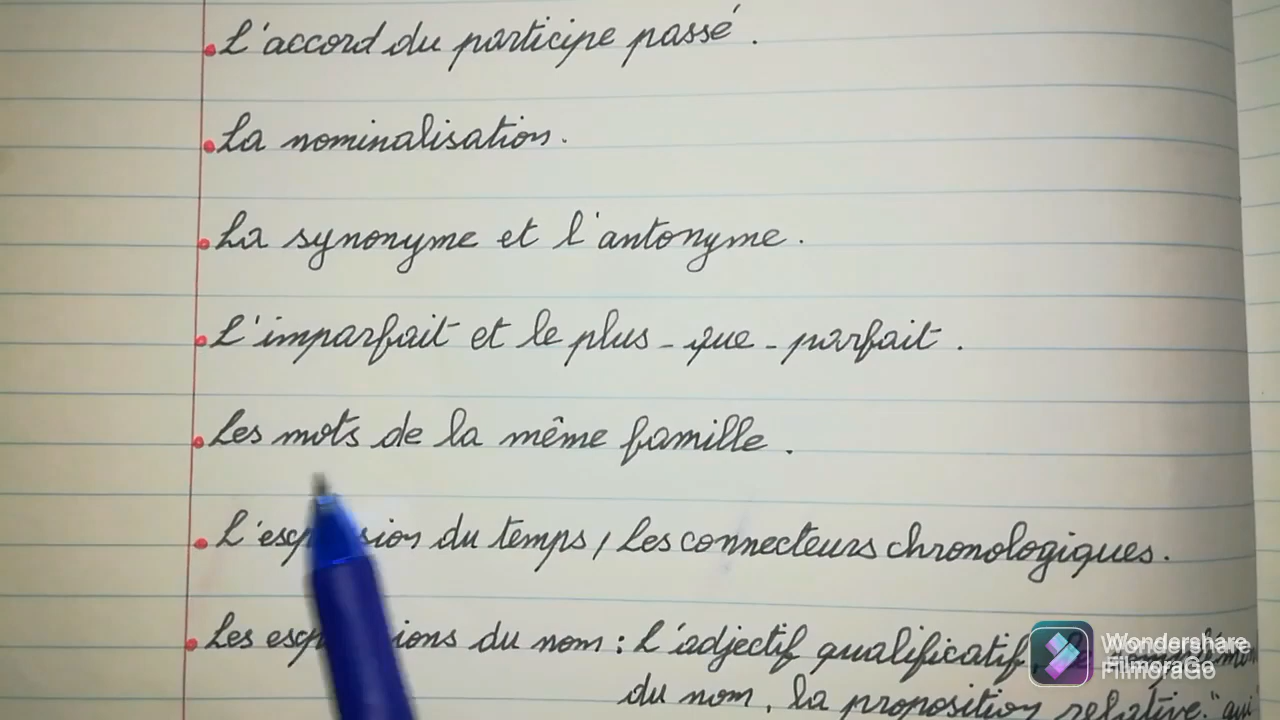 L'accord du participe passé.
La nominalisation.
La synonyme et l'antonyme.
L'imparfait et le plus-que-parfait.
Les mots de la même famille.
du temps / Les connecteurs chronologiques.
Les du nom : L'adjectif qualificatif,
du nom, la proposition relative "qui
Wondershare
FilmoraGo